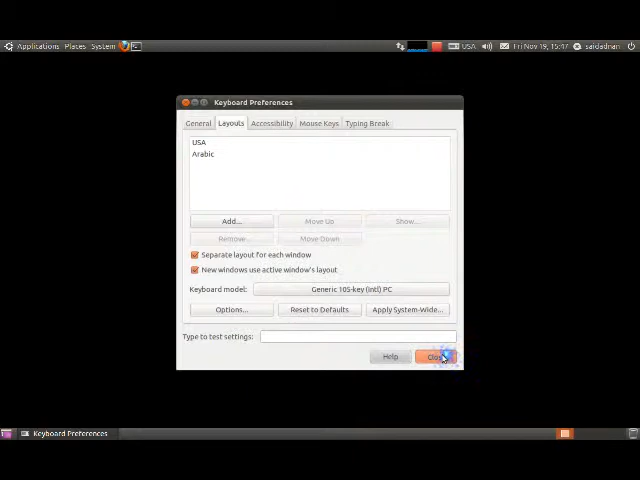 Applications Places System USA Fri Nov 19, 15:47 saidadnan
Keyboard Preferences
General Layouts Accessibility Mouse Keys Typing Break
USA
Arabic
Add... Move Up Show...
Remove... Move Down
Separate layout for each window
New windows use active window's layout
Keyboard model: Generic 105-key (Intl) PC
Options... Reset to Defaults Apply System-Wide...
Type to test settings:
Help
Keyboard Preferences